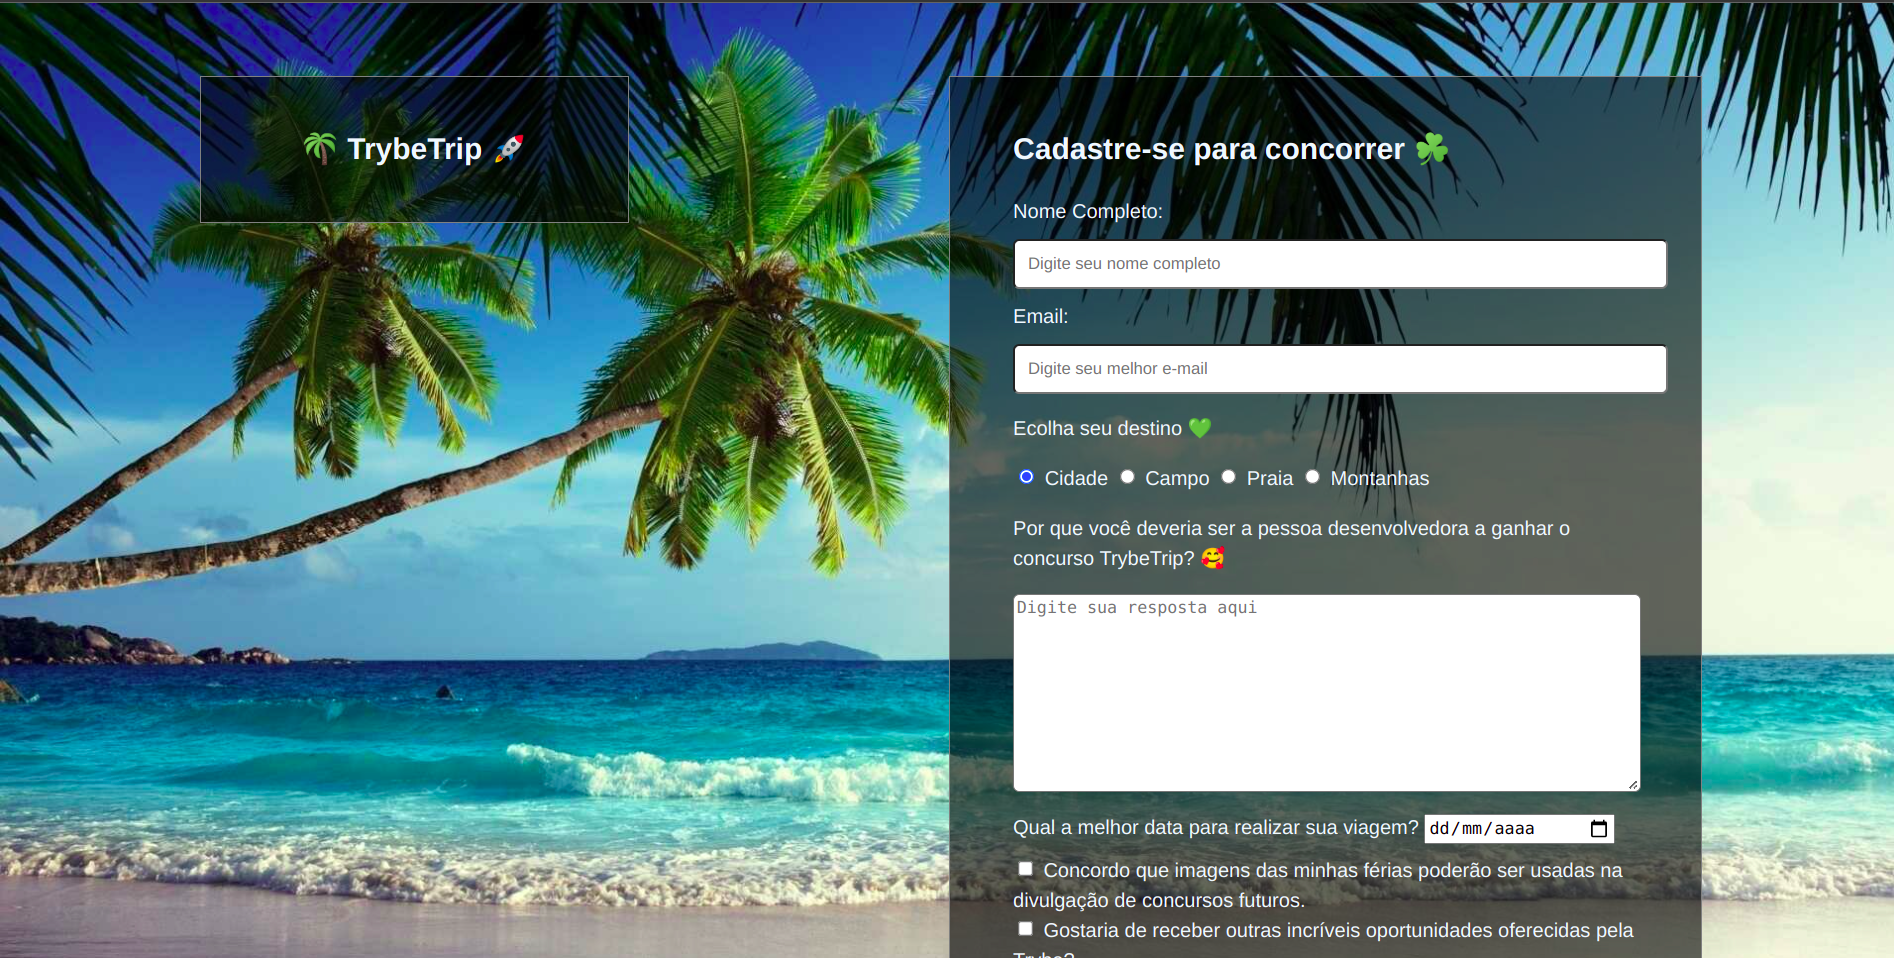 🌴 TrybeTrip 🚀
Cadastre-se para concorrer ☘️
Nome Completo:
Digite seu nome completo
Email:
Digite seu melhor e-mail
Ecolha seu destino 💚
Cidade Campo Praia Montanhas
Por que você deveria ser a pessoa desenvolvedora a ganhar o
concurso TrybeTrip? 🥰
Digite sua resposta aqui
Qual a melhor data para realizar sua viagem? dd/mm/aaaa
Concordo que imagens das minhas férias poderão ser usadas na
divulgação de concursos futuros.
Gostaria de receber outras incríveis oportunidades oferecidas pela
Trybe?